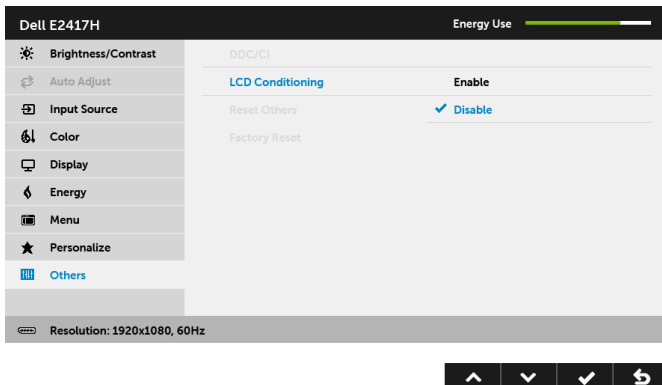 Dell E2417H
Energy Use
Brightness/Contrast
DDC/CI
Auto Adjust
LCD Conditioning
Enable
Input Source
Reset Others
Disable
Color
Factory Reset
Display
Energy
Menu
Personalize
Others
Resolution: 1920x1080, 60Hz